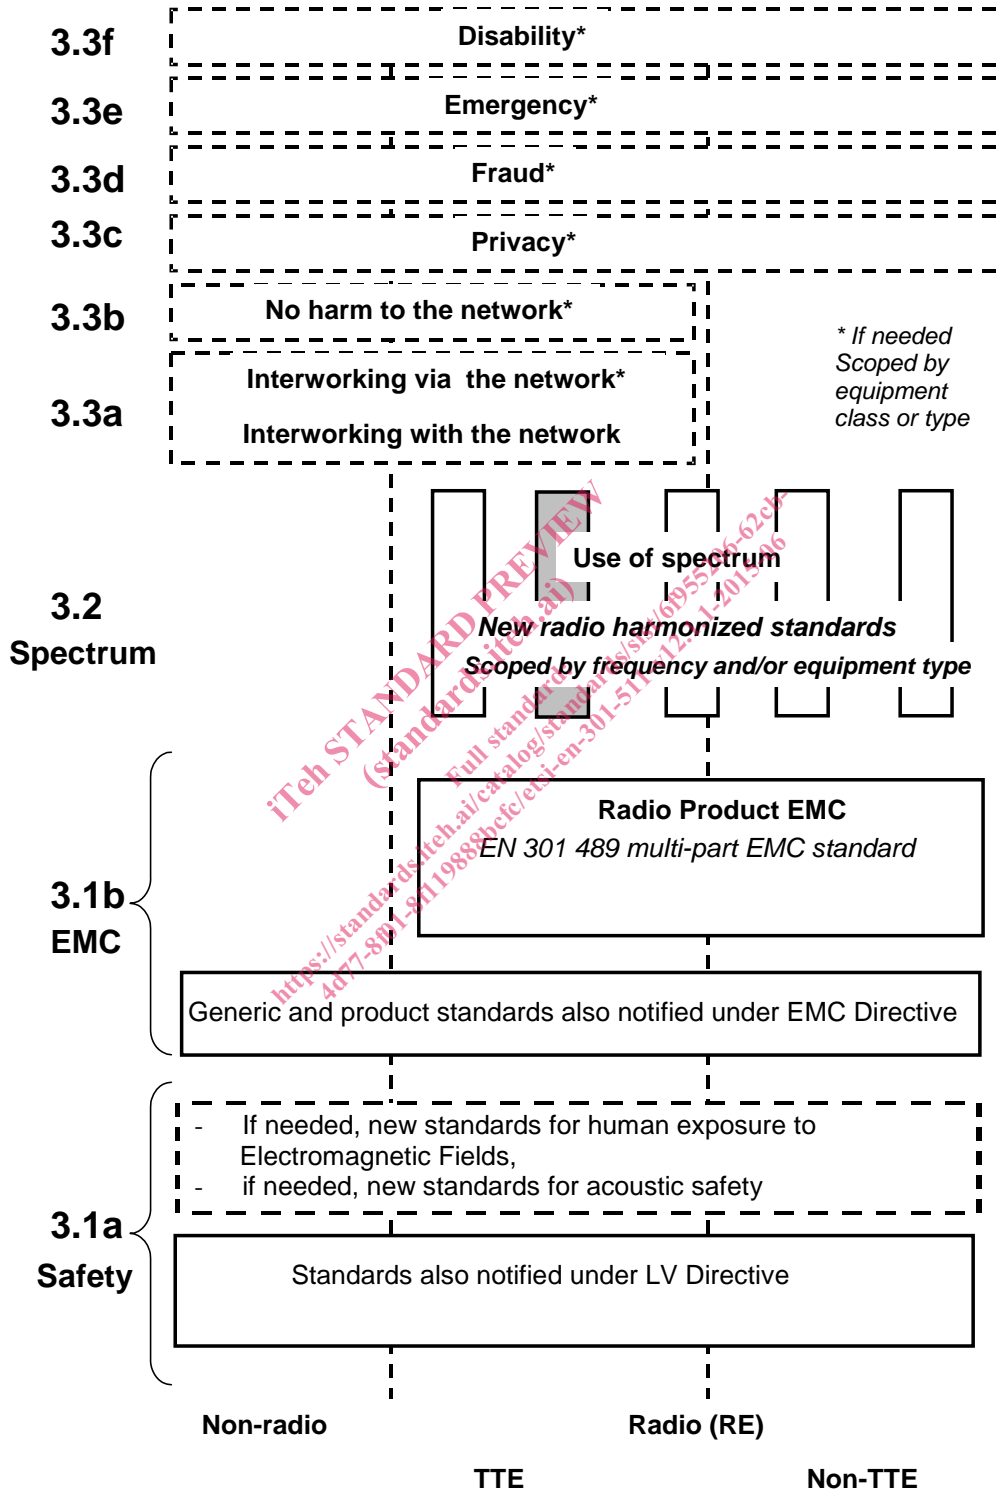 3.3f
Disability*
3.3e
Emergency*
3.3d
Fraud*
3.3c
Privacy*
3.3b
No harm to the network*
* If needed
Scoped by
equipment
class or type
3.3a
Interworking via the network*
Interworking with the network
3.2
Spectrum
Use of spectrum
New radio harmonized standards
Scoped by frequency and/or equipment type
iTeh STANDARD PREVIEW
(standards.iteh.ai)
Full standard:
3.1b
EMC
Radio Product EMC
EN 301 489 multi-part EMC standard
Generic and product standards also notified under EMC Directive
3.1a
Safety
- If needed, new standards for human exposure to
Electromagnetic Fields,
- if needed, new standards for acoustic safety
Standards also notified under LV Directive
Non-radio
Radio (RE)
TTE
Non-TTE